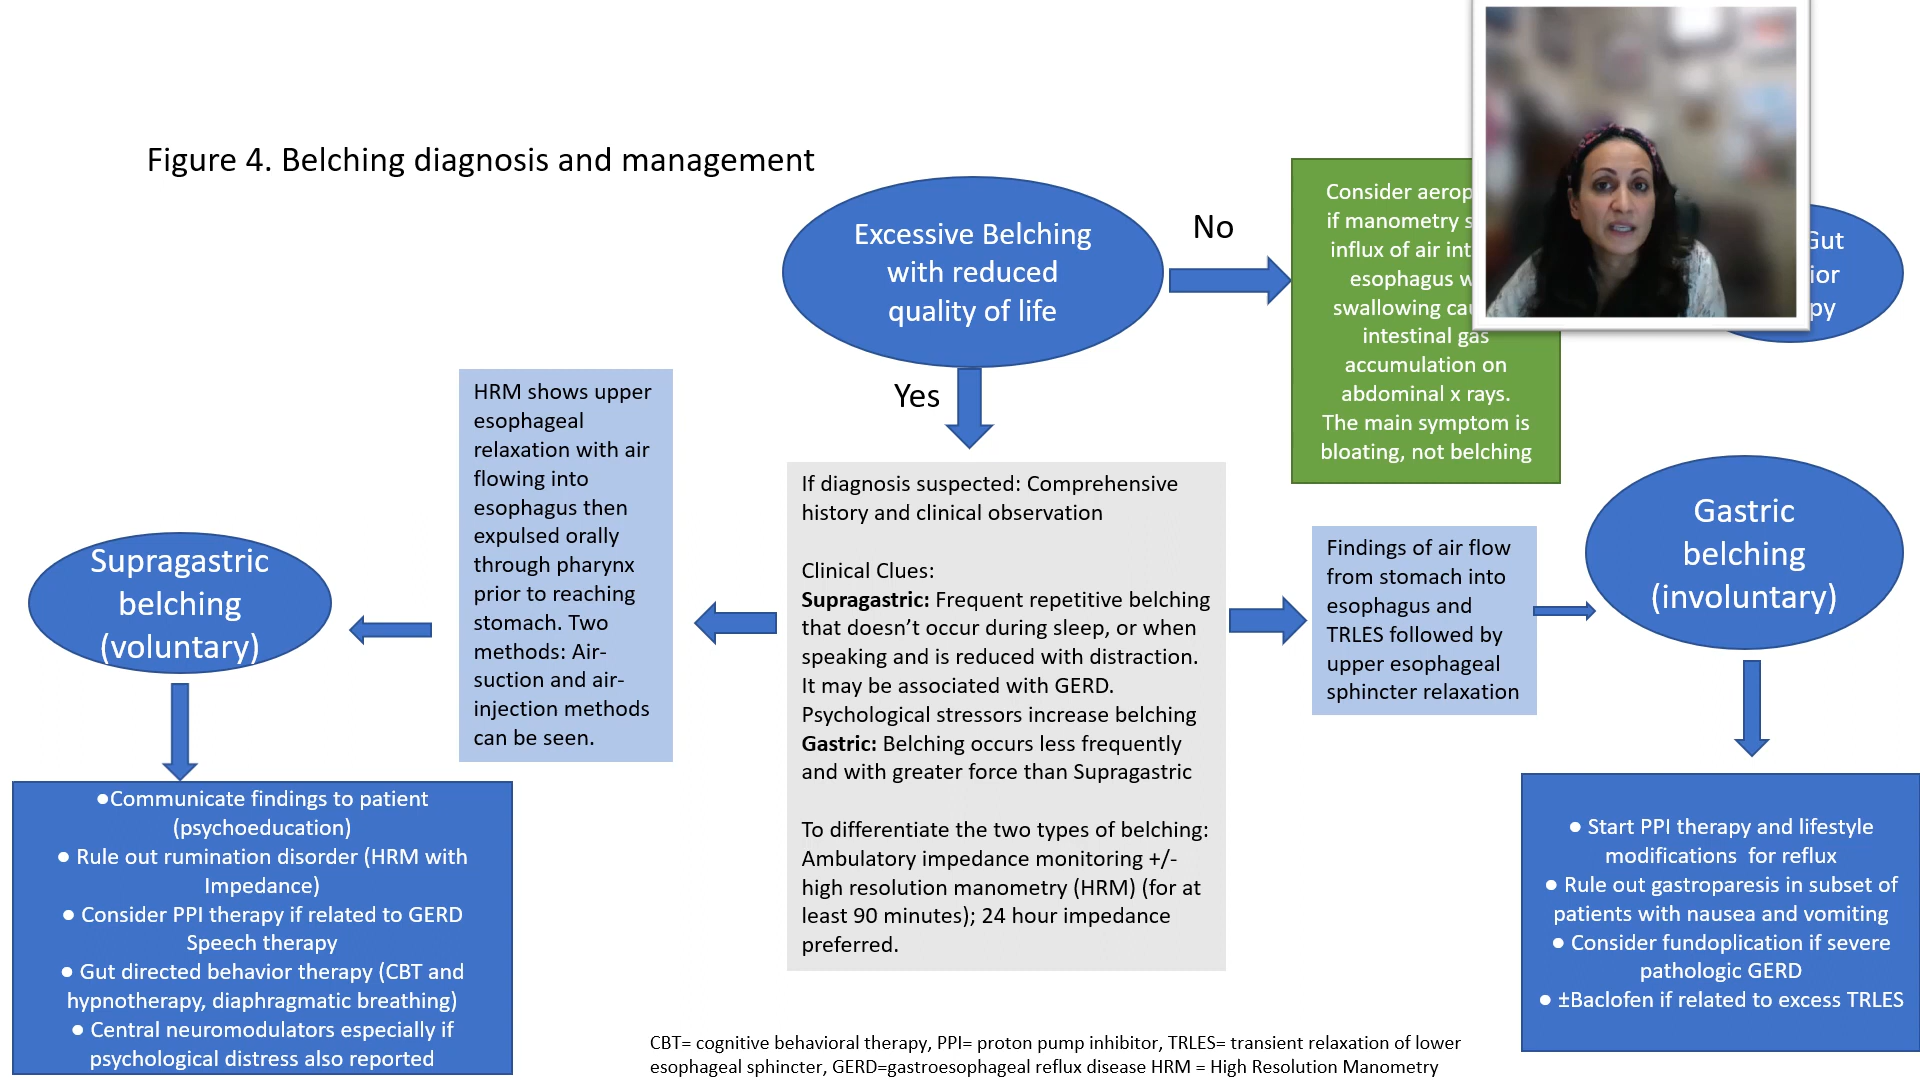 Figure 4. Belching diagnosis and management
Excessive Belching
with reduced
quality of life
No
Yes
Consider
if manometry
influx of air
esophagus
swallowing
intestinal gas
accumulation on
abdominal x rays.
The main symptom is
bloating, not belching
Gut
HRM shows upper
esophageal
relaxation with air
flowing into
esophagus then
expulsed orally
through pharynx
prior to reaching
stomach. Two
methods: Air-
suction and air-
injection methods
can be seen.
Supragastric
belching
(voluntary)
If diagnosis suspected: Comprehensive
history and clinical observation
Clinical Clues:
Supragastric: Frequent repetitive belching
that doesn’t occur during sleep, or when
speaking and is reduced with distraction.
It may be associated with GERD.
Psychological stressors increase belching
Gastric: Belching occurs less frequently
and with greater force than Supragastric
To differentiate the two types of belching:
Ambulatory impedance monitoring +/-
high resolution manometry (HRM) (for at
least 90 minutes); 24 hour impedance
preferred.
Findings of air flow
from stomach into
esophagus and
TRLES followed by
upper esophageal
sphincter relaxation
Gastric
belching
(involuntary)
●Communicate findings to patient
(psychoeducation)
● Rule out rumination disorder (HRM with
Impedance)
● Consider PPI therapy if related to GERD
Speech therapy
● Gut directed behavior therapy (CBT and
hypnotherapy, diaphragmatic breathing)
● Central neuromodulators especially if
psychological distress also reported
● Start PPI therapy and lifestyle
modifications for reflux
● Rule out gastroparesis in subset of
patients with nausea and vomiting
● Consider fundoplication if severe
pathologic GERD
● ±Baclofen if related to excess TRLES
CBT= cognitive behavioral therapy, PPI= proton pump inhibitor, TRLES= transient relaxation of lower
esophageal sphincter, GERD=gastroesophageal reflux disease HRM = High Resolution Manometry